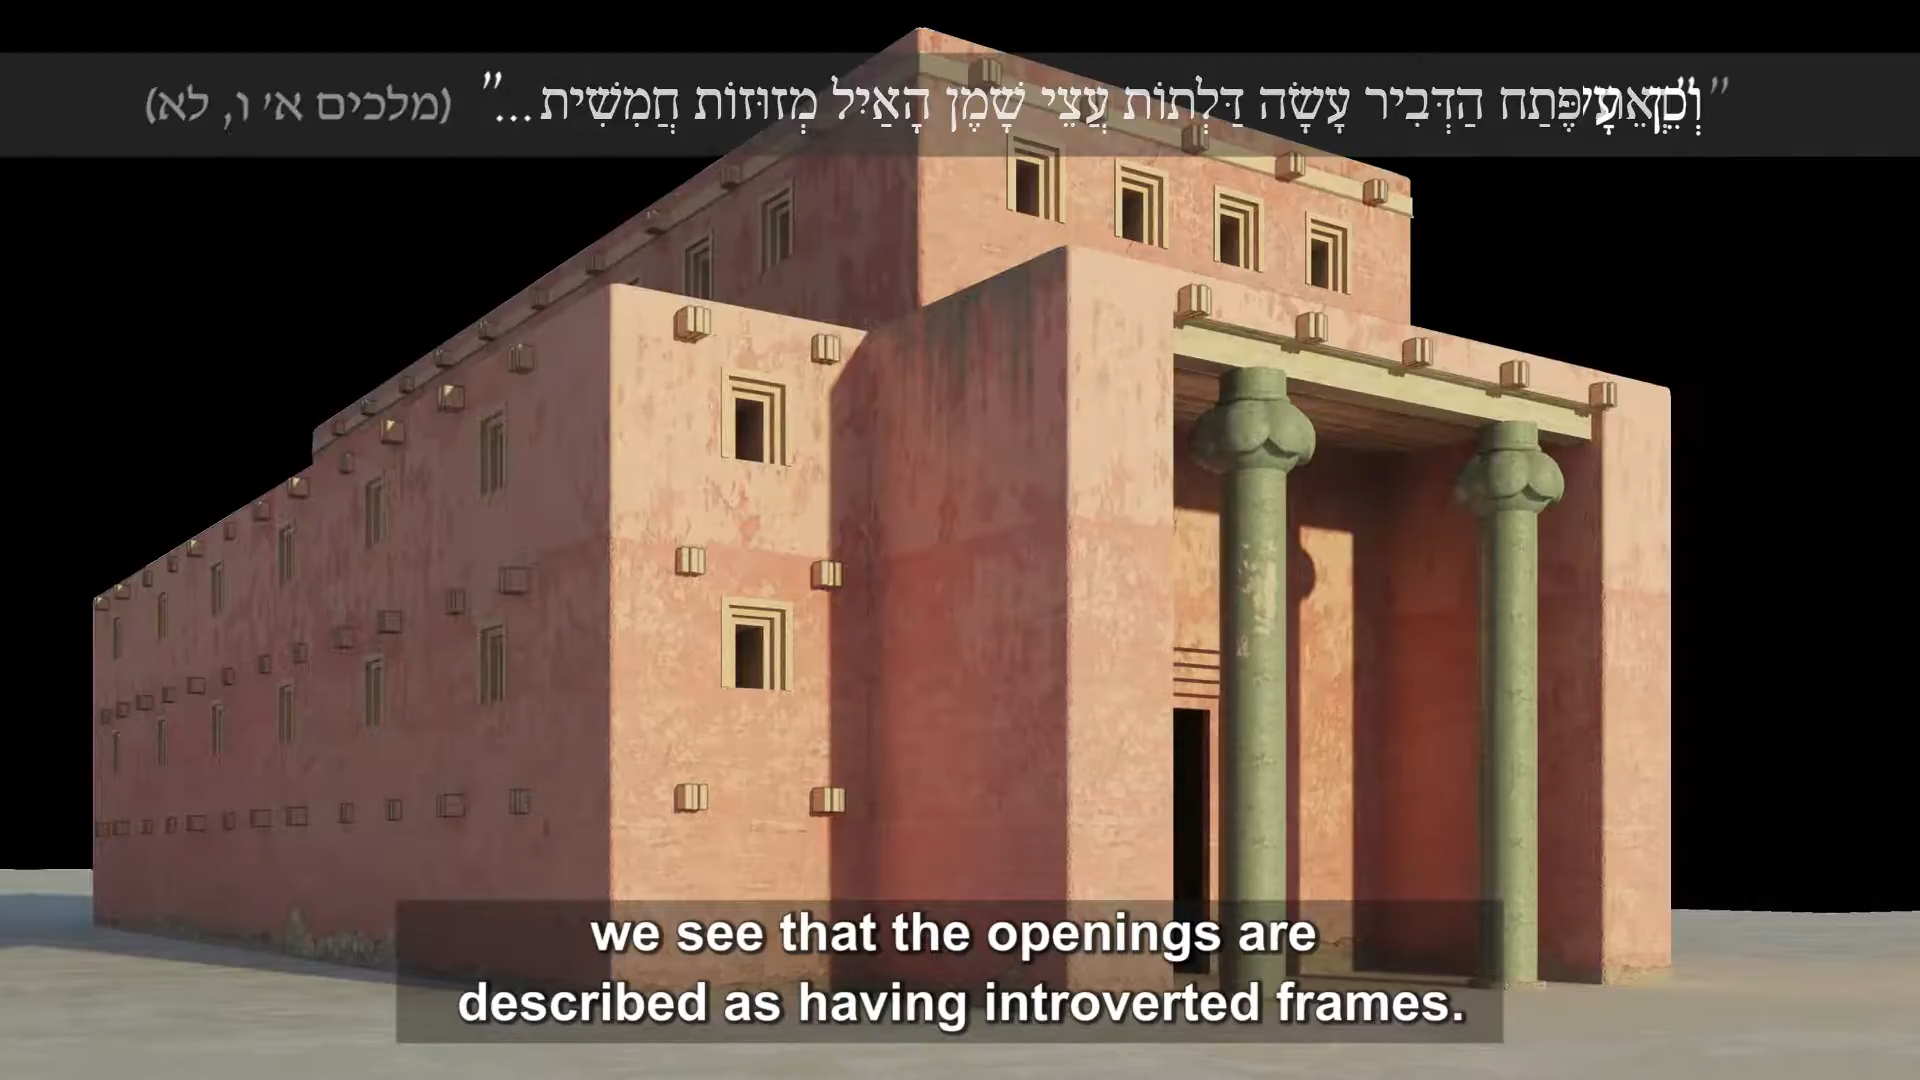 פֶּתַח הַדְּבִיר עָשָׂה דַּלְתוֹת עֲצֵי שָׁמֶן הָאַיִל מְזוּזוֹת חֲמִשִׁית..." (מלכים א' ו, לא)
we see that the openings are
described as having introverted frames.